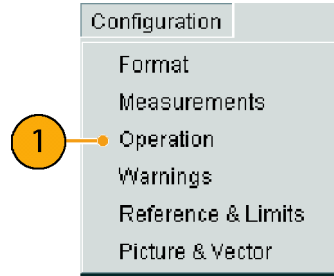 Configuration
Format
Measurements
1 Operation
Warnings
Reference & Limits
Picture & Vector